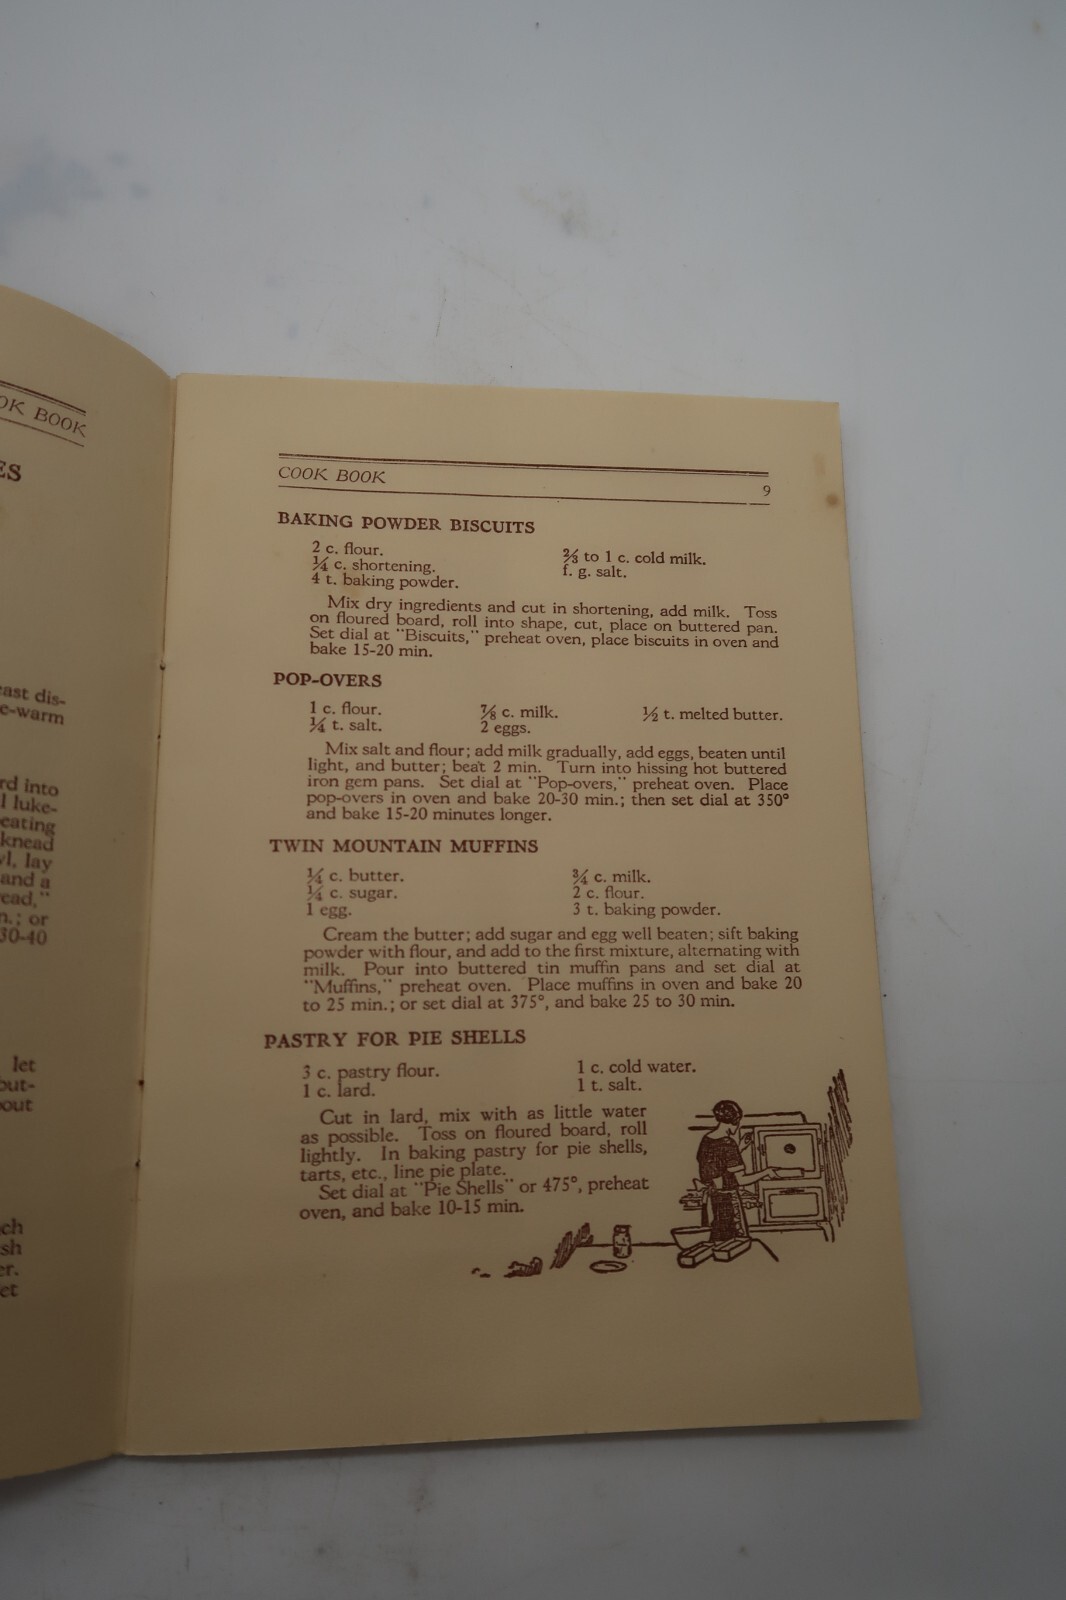 OK BOOK
ES
east dis-
e-warm
rd into
l luke-
eating
knead
l, lay
and a
ead,"
n.; or
30-40
let
but-
out
ch
sh
er.
et
COOK BOOK 9
BAKING POWDER BISCUITS
2 c. flour. ⅔ to 1 c. cold milk.
¼ c. shortening. f. g. salt.
4 t. baking powder.
Mix dry ingredients and cut in shortening, add milk. Toss
on floured board, roll into shape, cut, place on buttered pan.
Set dial at "Biscuits," preheat oven, place biscuits in oven and
bake 15-20 min.
POP-OVERS
1 c. flour. ⅞ c. milk. ½ t. melted butter.
¼ t. salt. 2 eggs.
Mix salt and flour; add milk gradually, add eggs, beaten until
light, and butter; beat 2 min. Turn into hissing hot buttered
iron gem pans. Set dial at "Pop-overs," preheat oven. Place
pop-overs in oven and bake 20-30 min.; then set dial at 350°
and bake 15-20 minutes longer.
TWIN MOUNTAIN MUFFINS
¼ c. butter. ¾ c. milk.
¼ c. sugar. 2 c. flour.
1 egg. 3 t. baking powder.
Cream the butter; add sugar and egg well beaten; sift baking
powder with flour, and add to the first mixture, alternating with
milk. Pour into buttered tin muffin pans and set dial at
"Muffins," preheat oven. Place muffins in oven and bake 20
to 25 min.; or set dial at 375°, and bake 25 to 30 min.
PASTRY FOR PIE SHELLS
3 c. pastry flour. 1 c. cold water.
1 c. lard. 1 t. salt.
Cut in lard, mix with as little water
as possible. Toss on floured board, roll
lightly. In baking pastry for pie shells,
tarts, etc., line pie plate.
Set dial at "Pie Shells" or 475°, preheat
oven, and bake 10-15 min.